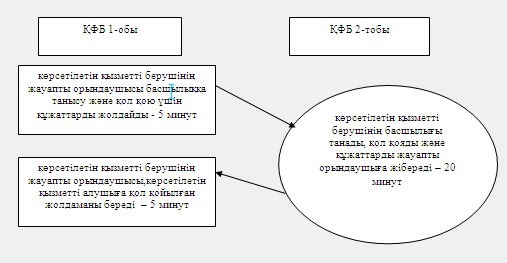 ҚФБ 1-обы
ҚФБ 2-тобы
көрсетілетін қызметті берушінің
жауапты орындаушысы басшылыққа
танысу және қол қою үшін
құжаттарды жолдайды - 5 минут
көрсетілетін қызметті
берушінің басшылығы
танады, қол қояды және
құжаттарды жауапты
орындаушыға жібереді – 20
минут
көрсетілетін қызметті берушінің
жауапты орындаушысы,көрсетілетін
қызметті алушыға қол қойылған
жолдаманы береді – 5 минут